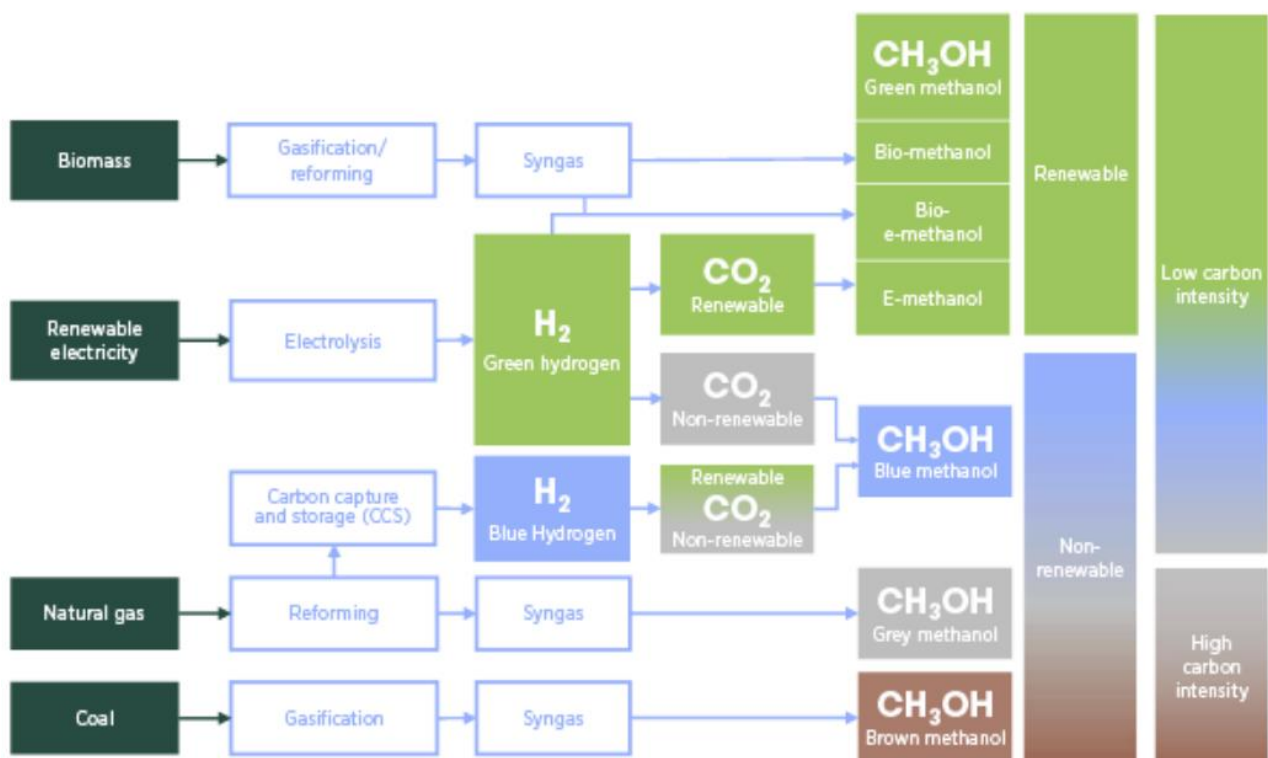 CH₃OH
Green methanol
Biomass
Gasification/
reforming
Syngas
Bio-methanol
Renewable
Bio-
e-methanol
Renewable
electricity
Electrolysis
H₂
Green hydrogen
CO₂
Renewable
E-methanol
Low carbon
intensity
CO₂
Non-renewable
CH₃OH
Blue methanol
Carbon capture
and storage (CCS)
H₂
Blue Hydrogen
Renewable
CO₂
Non-renewable
Non-
renewable
Natural gas
Reforming
Syngas
CH₃OH
Grey methanol
High
carbon
intensity
Coal
Gasification
Syngas
CH₃OH
Brown methanol